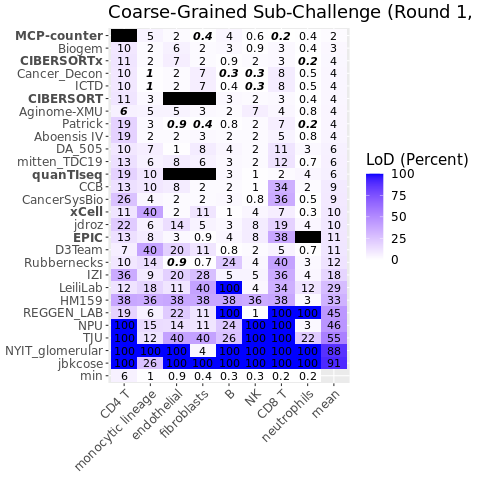 Coarse-Grained Sub-Challenge (Round 1,
MCP-counter 5 2 0.4 4 0.6 0.2 0.4 2
Biogem 10 2 6 2 3 0.9 3 0.4 3
CIBERSORTx 11 2 7 2 0.9 2 3 0.2 4
Cancer_Decon 10 1 2 7 0.3 0.3 8 0.5 4
ICTD 10 1 2 7 0.4 0.3 8 0.5 4
CIBERSORT 11 3 3 2 3 0.4 4
Aginome-XMU 6 5 3 3 2 7 4 0.8 4
Patrick 19 3 0.9 0.4 0.8 2 7 0.2 4
Aboensis IV 19 2 2 3 2 2 5 0.8 4
DA_505 10 7 1 8 4 2 11 3 6
mitten_TDC19 13 6 8 6 3 2 12 0.7 6
quanTIseq 19 10 3 1 2 4 6
CCB 13 10 8 2 2 1 34 2 9
CancerSysBio 26 4 2 2 3 0.8 36 0.5 9
xCell 11 40 2 11 1 4 7 0.3 10
jdroz 22 6 14 5 3 8 19 4 10
EPIC 13 8 3 0.9 4 8 38 11
D3Team 7 40 20 11 0.8 2 5 0.7 11
Rubbernecks 10 14 0.9 0.7 24 4 40 3 12
IZI 36 9 20 28 5 5 36 4 18
LeiliLab 12 18 11 40 100 4 34 12 29
HM159 38 36 38 38 38 36 38 3 33
REGGEN_LAB 19 6 22 11 100 1 100 100 45
NPU 100 15 14 11 24 100 100 3 46
TJU 100 12 40 40 26 100 100 22 55
NYIT_glomerular 100 100 100 4 100 100 100 100 88
jbkcose 100 26 100 100 100 100 100 100 91
min 6 1 0.9 0.4 0.3 0.3 0.2 0.2
CD4 T
monocytic lineage
endothelial
fibroblasts
B
NK
CD8 T
neutrophils
mean
LoD (Percent)
100
75
50
25
0